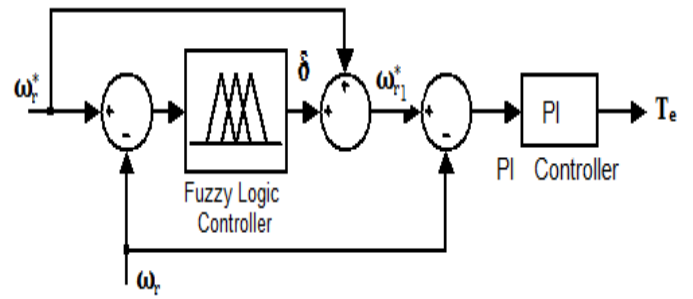 ω*r
δ
ω*r1
PI
Te
Fuzzy Logic
Controller
PI Controller
ωr